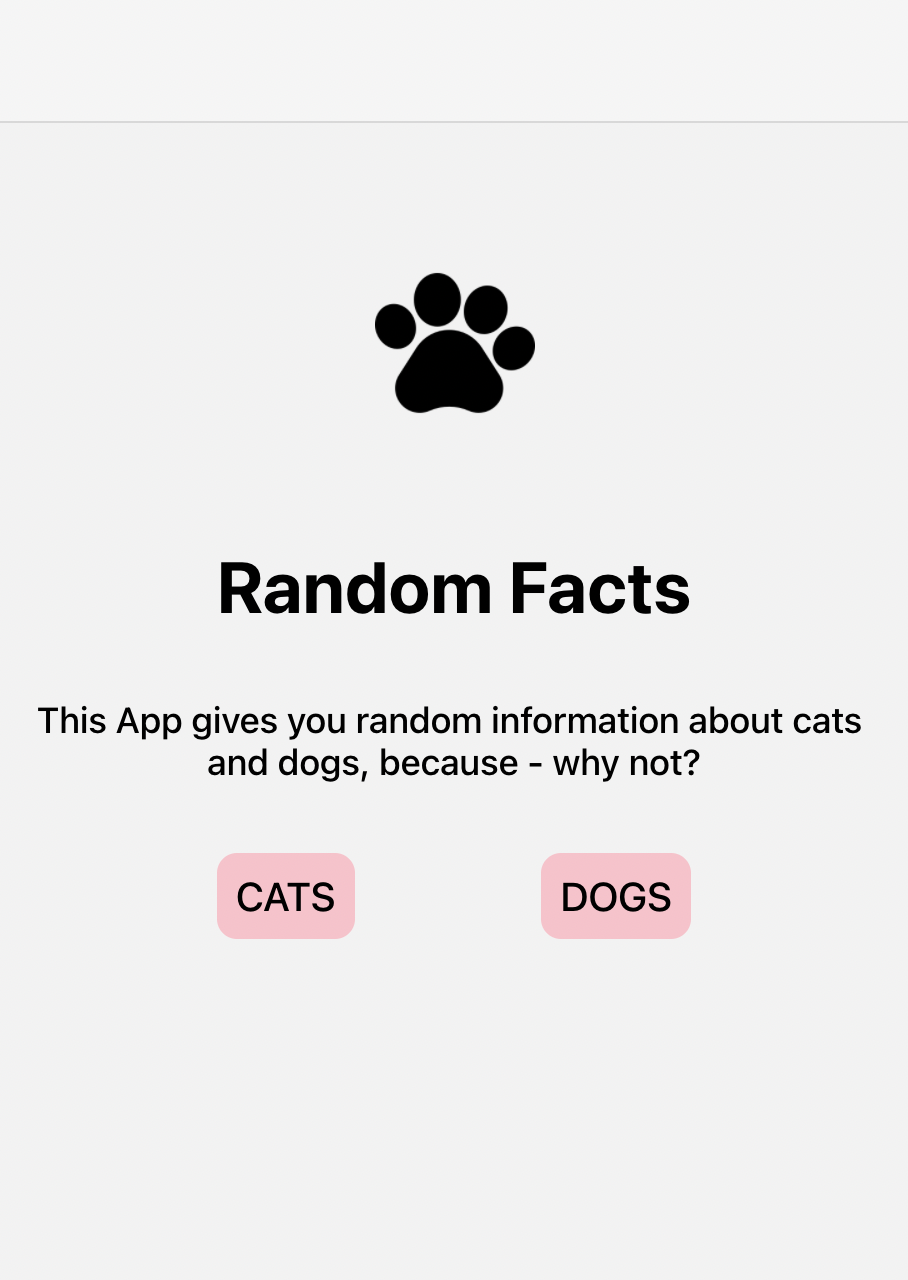 Random Facts
This App gives you random information about cats
and dogs, because - why not?
CATS
DOGS